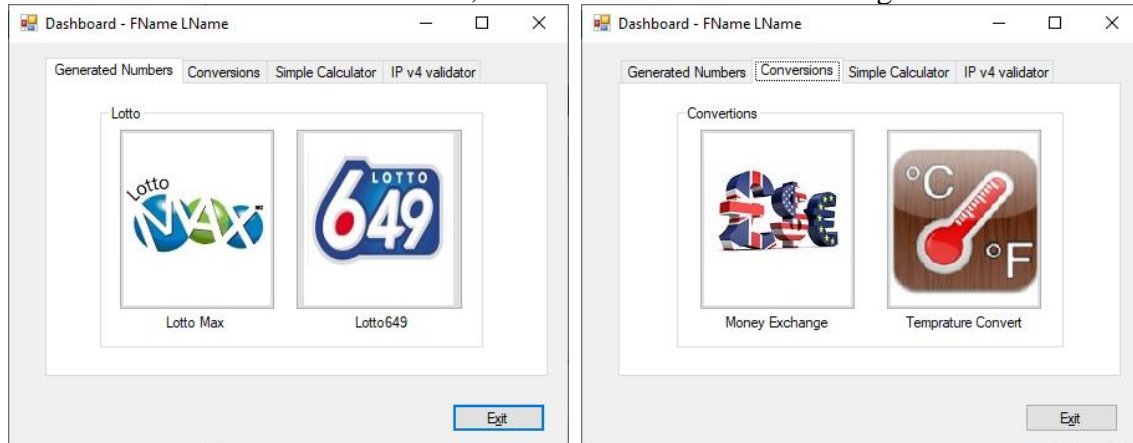 Dashboard - FName LName
Generated Numbers Conversions Simple Calculator IP v4 validator
Lotto
Lotto MAX
LOTTO 649
Lotto Max Lotto649
Exit
Dashboard - FName LName
Generated Numbers Conversions Simple Calculator IP v4 validator
Convertions
£$€
°C
°F
Money Exchange Temprature Convert
Exit